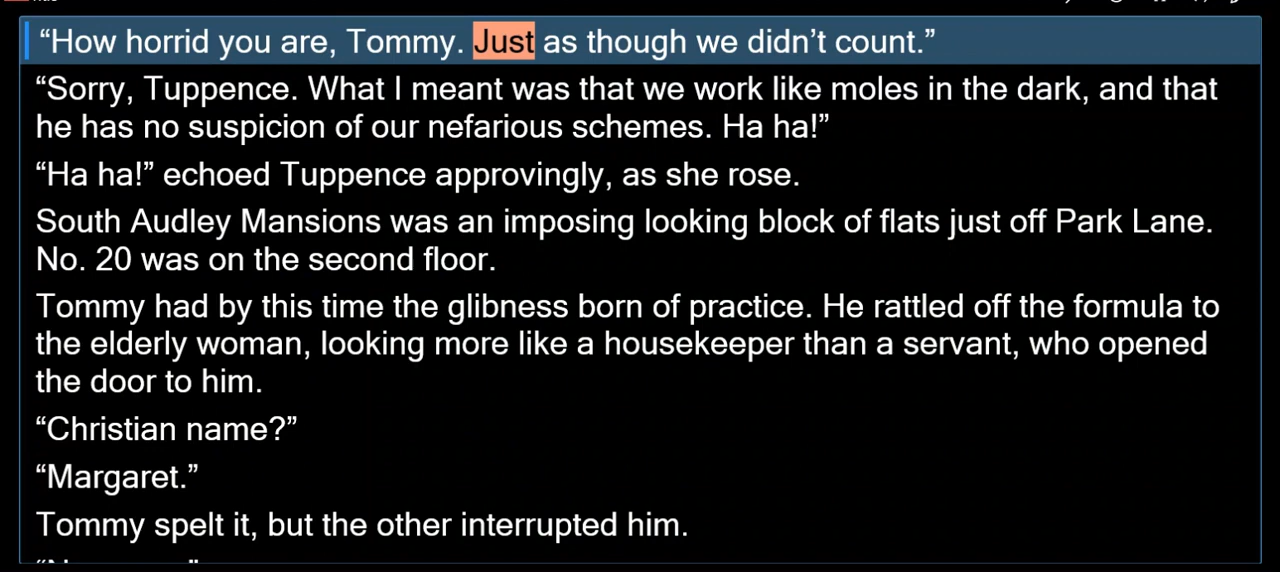 “How horrid you are, Tommy. Just as though we didn’t count.”
“Sorry, Tuppence. What I meant was that we work like moles in the dark, and that
he has no suspicion of our nefarious schemes. Ha ha!”
“Ha ha!” echoed Tuppence approvingly, as she rose.
South Audley Mansions was an imposing looking block of flats just off Park Lane.
No. 20 was on the second floor.
Tommy had by this time the glibness born of practice. He rattled off the formula to
the elderly woman, looking more like a housekeeper than a servant, who opened
the door to him.
“Christian name?”
“Margaret.”
Tommy spelt it, but the other interrupted him.